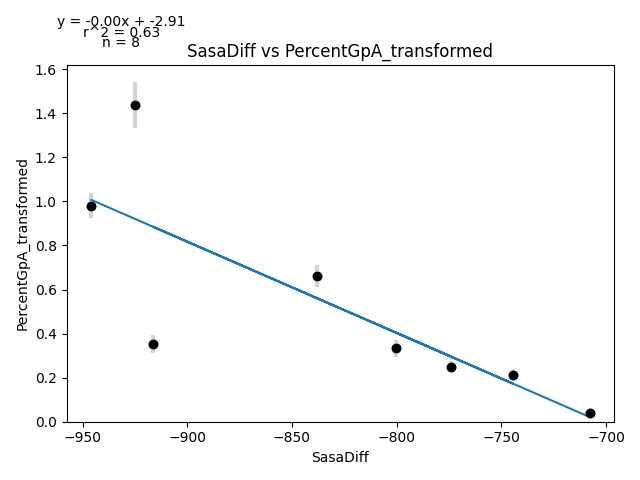 y = -0.00x + -2.91
r^2 = 0.63
n = 8
SasaDiff vs PercentGpA_transformed
1.6
1.4
1.2
1.0
0.8
0.6
0.4
0.2
0.0
PercentGpA_transformed
−950
−900
−850
−800
−750
−700
SasaDiff